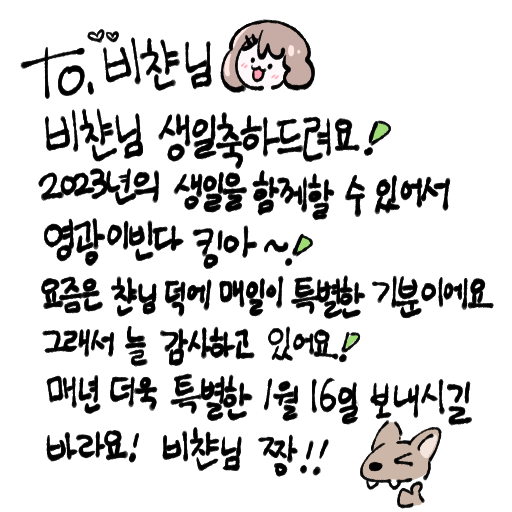 To. 비챤님
비챤님 생일축하드려요!
2023년의 생일을 함께할 수 있어서
영광이빈다 킹아~!
요즘은 챤님 덕에 매일이 특별한 기분이에요
그래서 늘 감사하고 있어요!
매년 더욱 특별한 1월 16일 보내시길
바라요! 비챤님 짱!!